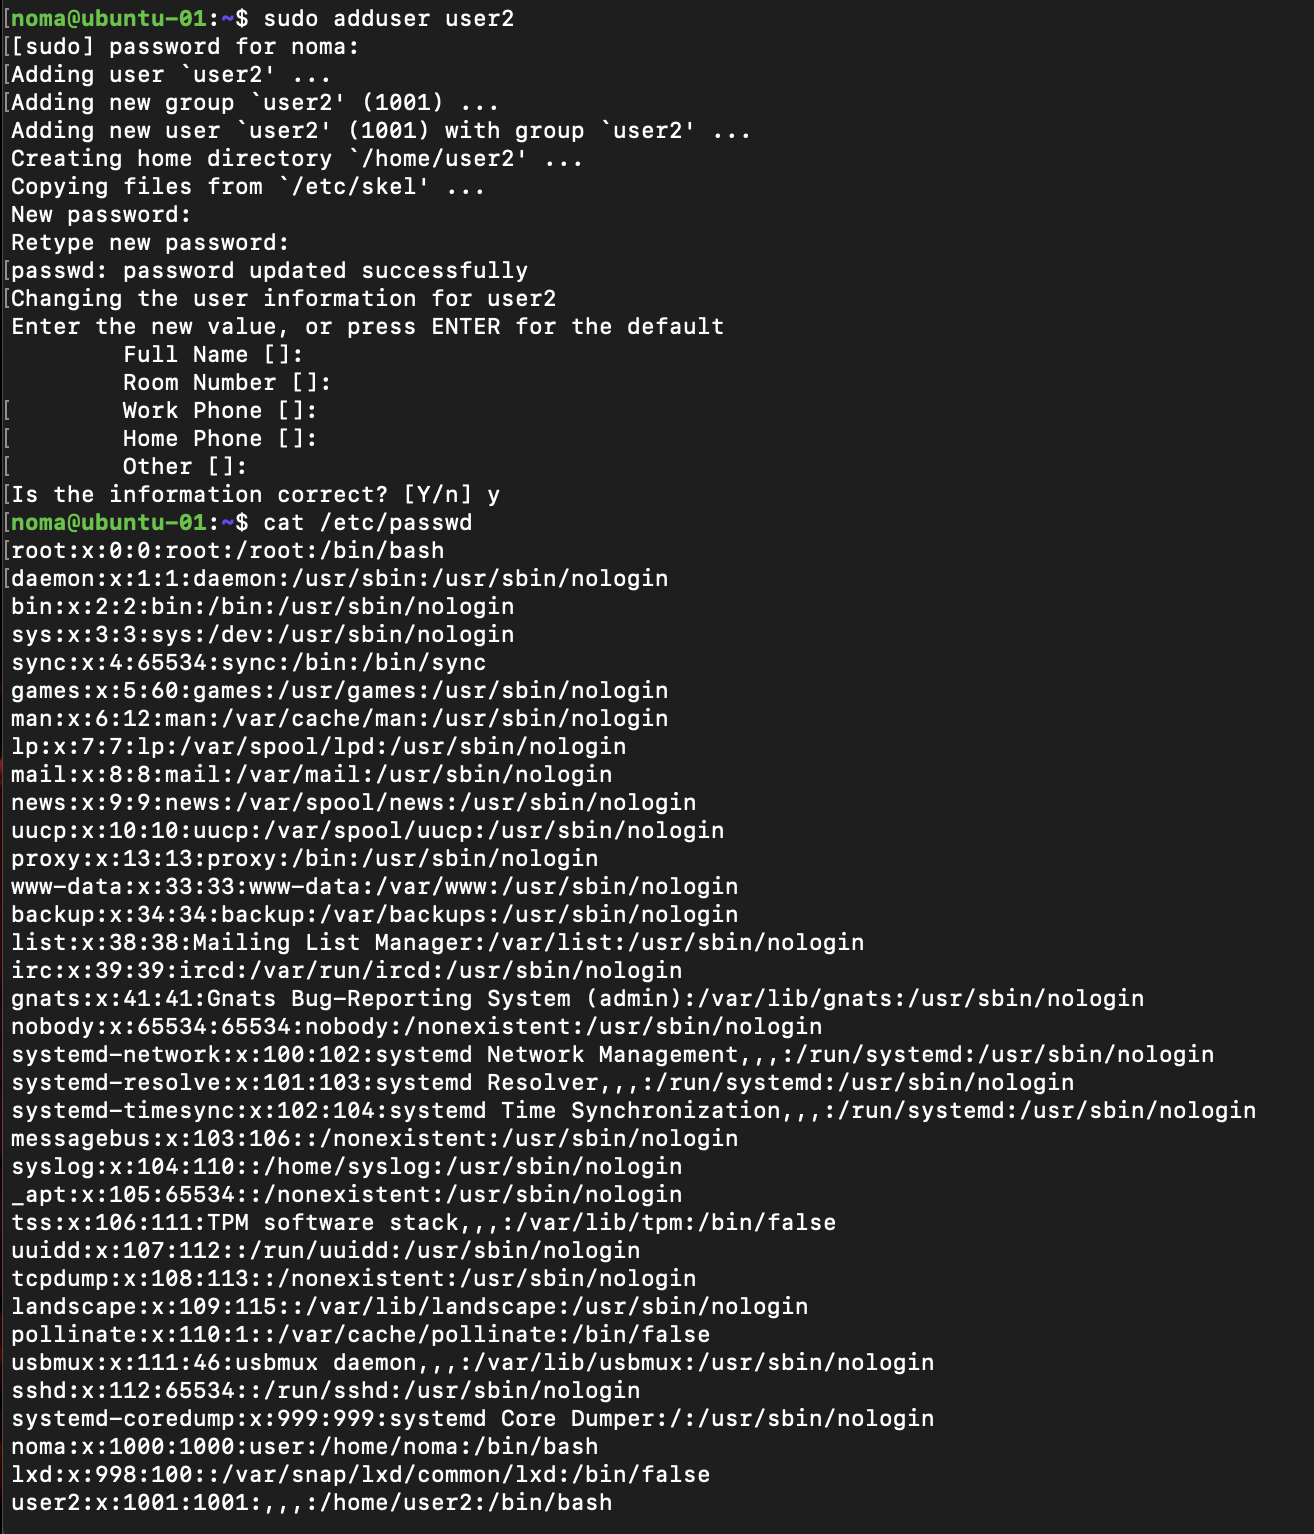 [noma@ubuntu-01:~$ sudo adduser user2
[[sudo] password for noma:
[Adding user `user2' ...
[Adding new group `user2' (1001) ...
Adding new user `user2' (1001) with group `user2' ...
Creating home directory `/home/user2' ...
Copying files from `/etc/skel' ...
New password:
Retype new password:
[passwd: password updated successfully
[Changing the user information for user2
Enter the new value, or press ENTER for the default
        Full Name []:
        Room Number []:
[        Work Phone []:
[        Home Phone []:
[        Other []:
[Is the information correct? [Y/n] y
[noma@ubuntu-01:~$ cat /etc/passwd
[root:x:0:0:root:/root:/bin/bash
[daemon:x:1:1:daemon:/usr/sbin:/usr/sbin/nologin
bin:x:2:2:bin:/bin:/usr/sbin/nologin
sys:x:3:3:sys:/dev:/usr/sbin/nologin
sync:x:4:65534:sync:/bin:/bin/sync
games:x:5:60:games:/usr/games:/usr/sbin/nologin
man:x:6:12:man:/var/cache/man:/usr/sbin/nologin
lp:x:7:7:lp:/var/spool/lpd:/usr/sbin/nologin
mail:x:8:8:mail:/var/mail:/usr/sbin/nologin
news:x:9:9:news:/var/spool/news:/usr/sbin/nologin
uucp:x:10:10:uucp:/var/spool/uucp:/usr/sbin/nologin
proxy:x:13:13:proxy:/bin:/usr/sbin/nologin
www-data:x:33:33:www-data:/var/www:/usr/sbin/nologin
backup:x:34:34:backup:/var/backups:/usr/sbin/nologin
list:x:38:38:Mailing List Manager:/var/list:/usr/sbin/nologin
irc:x:39:39:ircd:/var/run/ircd:/usr/sbin/nologin
gnats:x:41:41:Gnats Bug-Reporting System (admin):/var/lib/gnats:/usr/sbin/nologin
nobody:x:65534:65534:nobody:/nonexistent:/usr/sbin/nologin
systemd-network:x:100:102:systemd Network Management,,,:/run/systemd:/usr/sbin/nologin
systemd-resolve:x:101:103:systemd Resolver,,,:/run/systemd:/usr/sbin/nologin
systemd-timesync:x:102:104:systemd Time Synchronization,,,:/run/systemd:/usr/sbin/nologin
messagebus:x:103:106::/nonexistent:/usr/sbin/nologin
syslog:x:104:110::/home/syslog:/usr/sbin/nologin
_apt:x:105:65534::/nonexistent:/usr/sbin/nologin
tss:x:106:111:TPM software stack,,,:/var/lib/tpm:/bin/false
uuidd:x:107:112::/run/uuidd:/usr/sbin/nologin
tcpdump:x:108:113::/nonexistent:/usr/sbin/nologin
landscape:x:109:115::/var/lib/landscape:/usr/sbin/nologin
pollinate:x:110:1::/var/cache/pollinate:/bin/false
usbmux:x:111:46:usbmux daemon,,,:/var/lib/usbmux:/usr/sbin/nologin
sshd:x:112:65534::/run/sshd:/usr/sbin/nologin
systemd-coredump:x:999:999:systemd Core Dumper:/:/usr/sbin/nologin
noma:x:1000:1000:user:/home/noma:/bin/bash
lxd:x:998:100::/var/snap/lxd/common/lxd:/bin/false
user2:x:1001:1001:,,,:/home/user2:/bin/bash